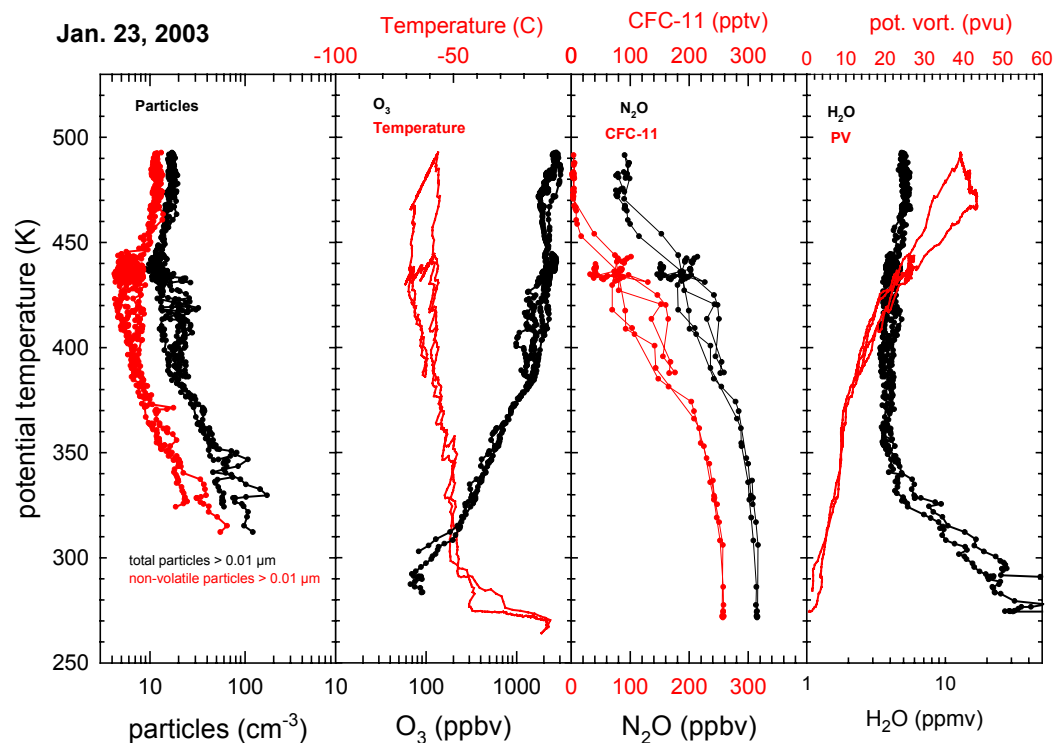 Jan. 23, 2003
Temperature (C)
CFC-11 (pptv)
pot. vort. (pvu)
-100 -50 0 100 200 300 0 10 20 30 40 50 60
Particles
O₃
Temperature
N₂O
CFC-11
H₂O
PV
potential temperature (K)
500
450
400
350
300
250
total particles > 0.01 µm
non-volatile particles > 0.01 µm
10 100 100 1000 0 100 200 300 1 10
particles (cm⁻³)
O₃ (ppbv)
N₂O (ppbv)
H₂O (ppmv)